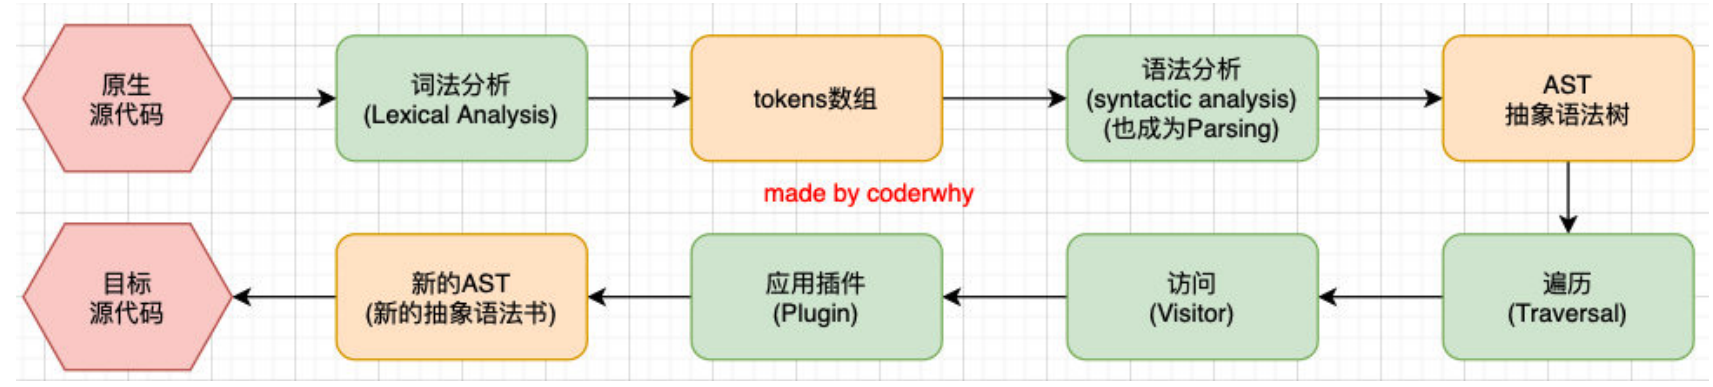 原生
源代码
词法分析
(Lexical Analysis)
tokens数组
语法分析
(syntactic analysis)
(也成为Parsing)
AST
抽象语法树
made by coderwhy
目标
源代码
新的AST
(新的抽象语法书)
应用插件
(Plugin)
访问
(Visitor)
遍历
(Traversal)